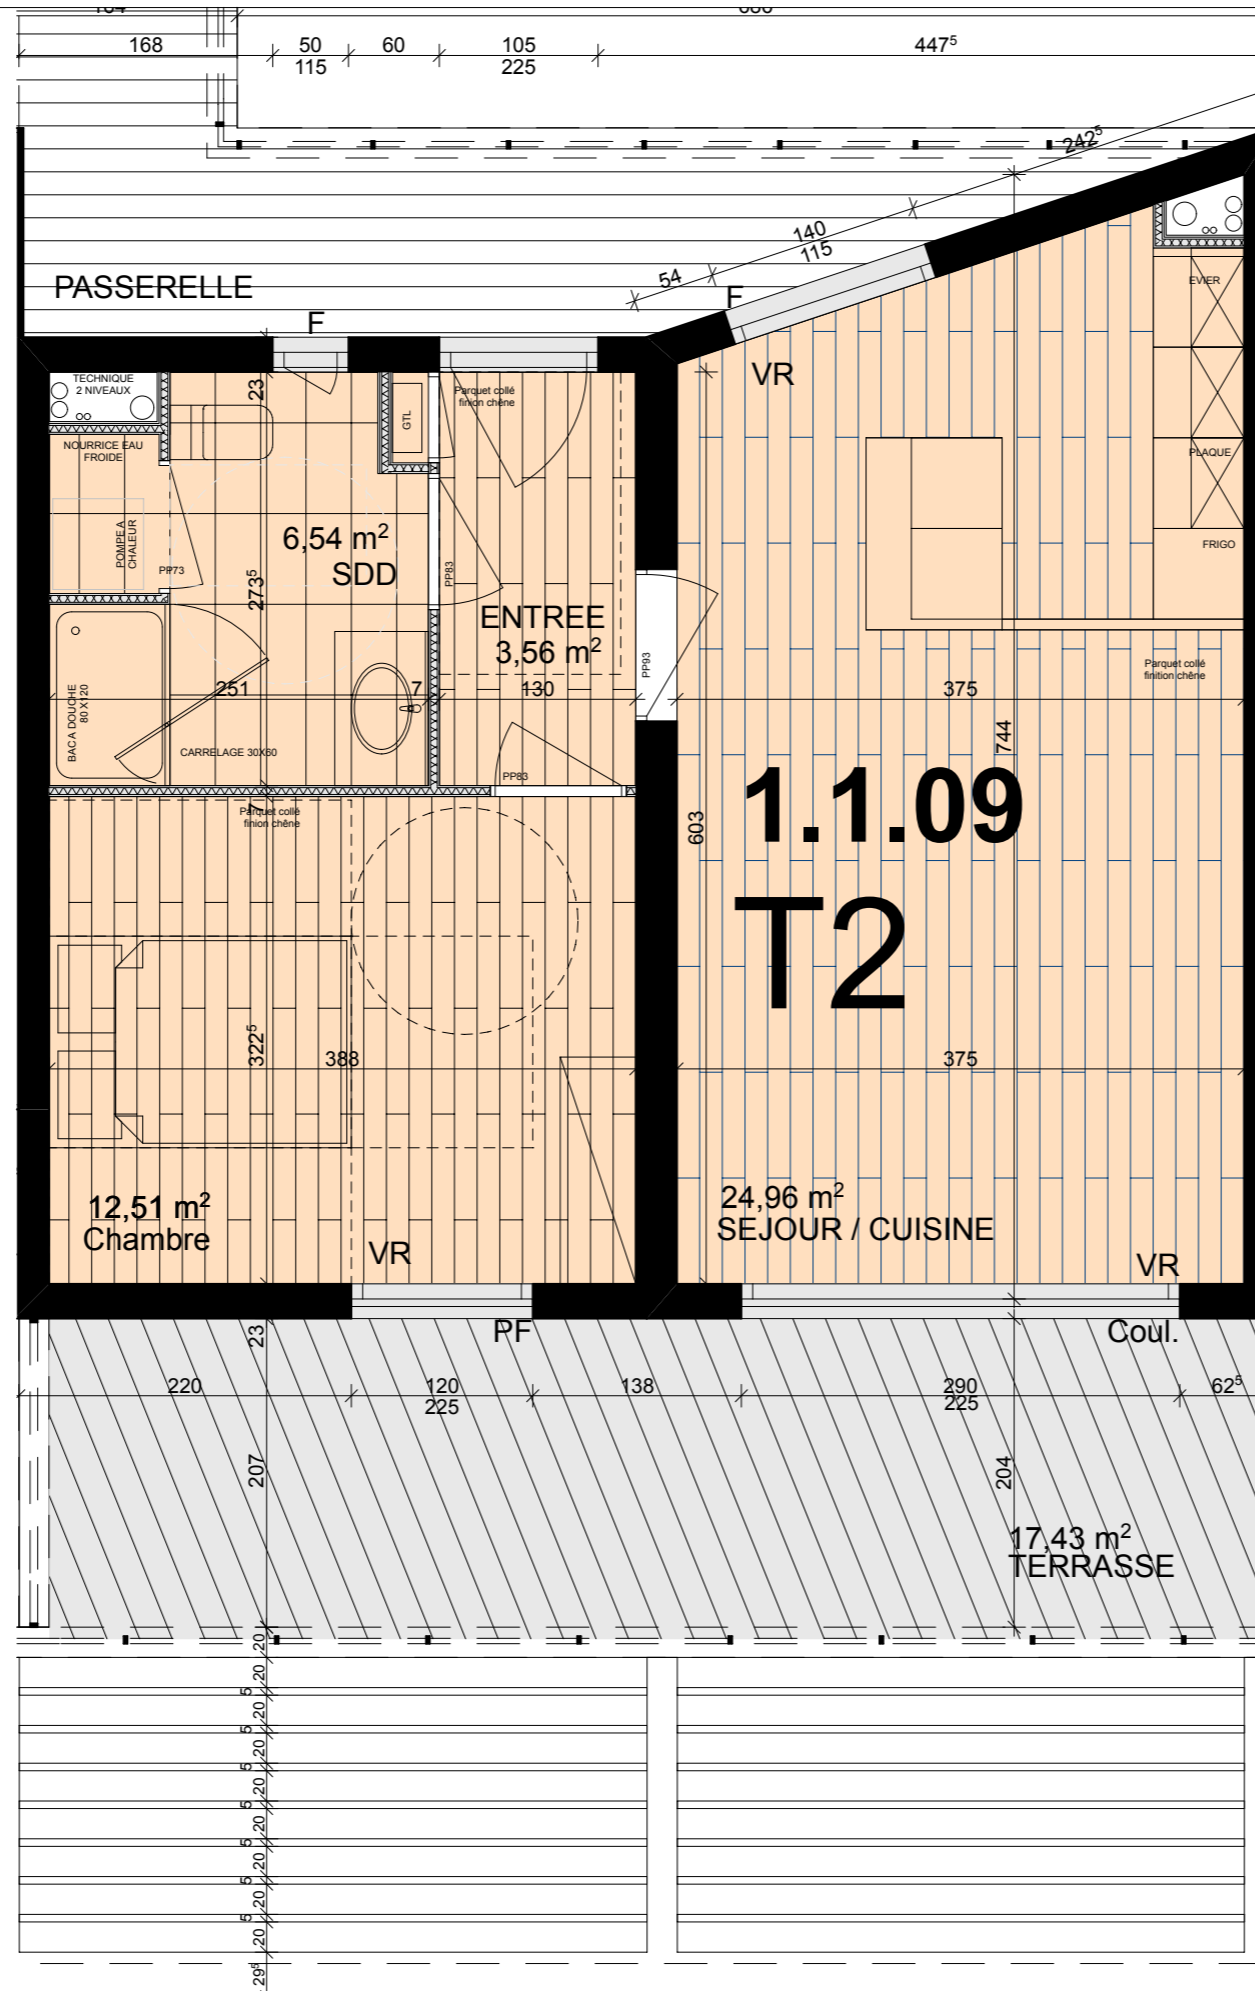 168
50
115
60
105
225
447⁵
242⁵
140
115
54
PASSERELLE
F
F
VR
EVIER
PLAQUE
FRIGO
TECHNIQUE
2 NIVEAUX
23
GTL
Parquet collé
finion chêne
NOURRICE EAU
FROIDE
POMPE A
CHALEUR
PP73
6,54 m²
SDD
273⁵
PP83
ENTREE
3,56 m²
PP93
BAC A DOUCHE
80 X120
251
7
130
375
Parquet collé
finition chêne
744
CARRELAGE 30X60
PP83
7
Parquet collé
finion chêne
603
1.1.09
T2
322⁵
388
375
12,51 m²
Chambre
VR
24,96 m²
SEJOUR / CUISINE
VR
23
PF
Coul.
220
120
225
138
290
225
62⁵
207
204
17,43 m²
TERRASSE
20
20
5
20
5
20
5
20
5
20
5
20
5
20
5
20
29⁵